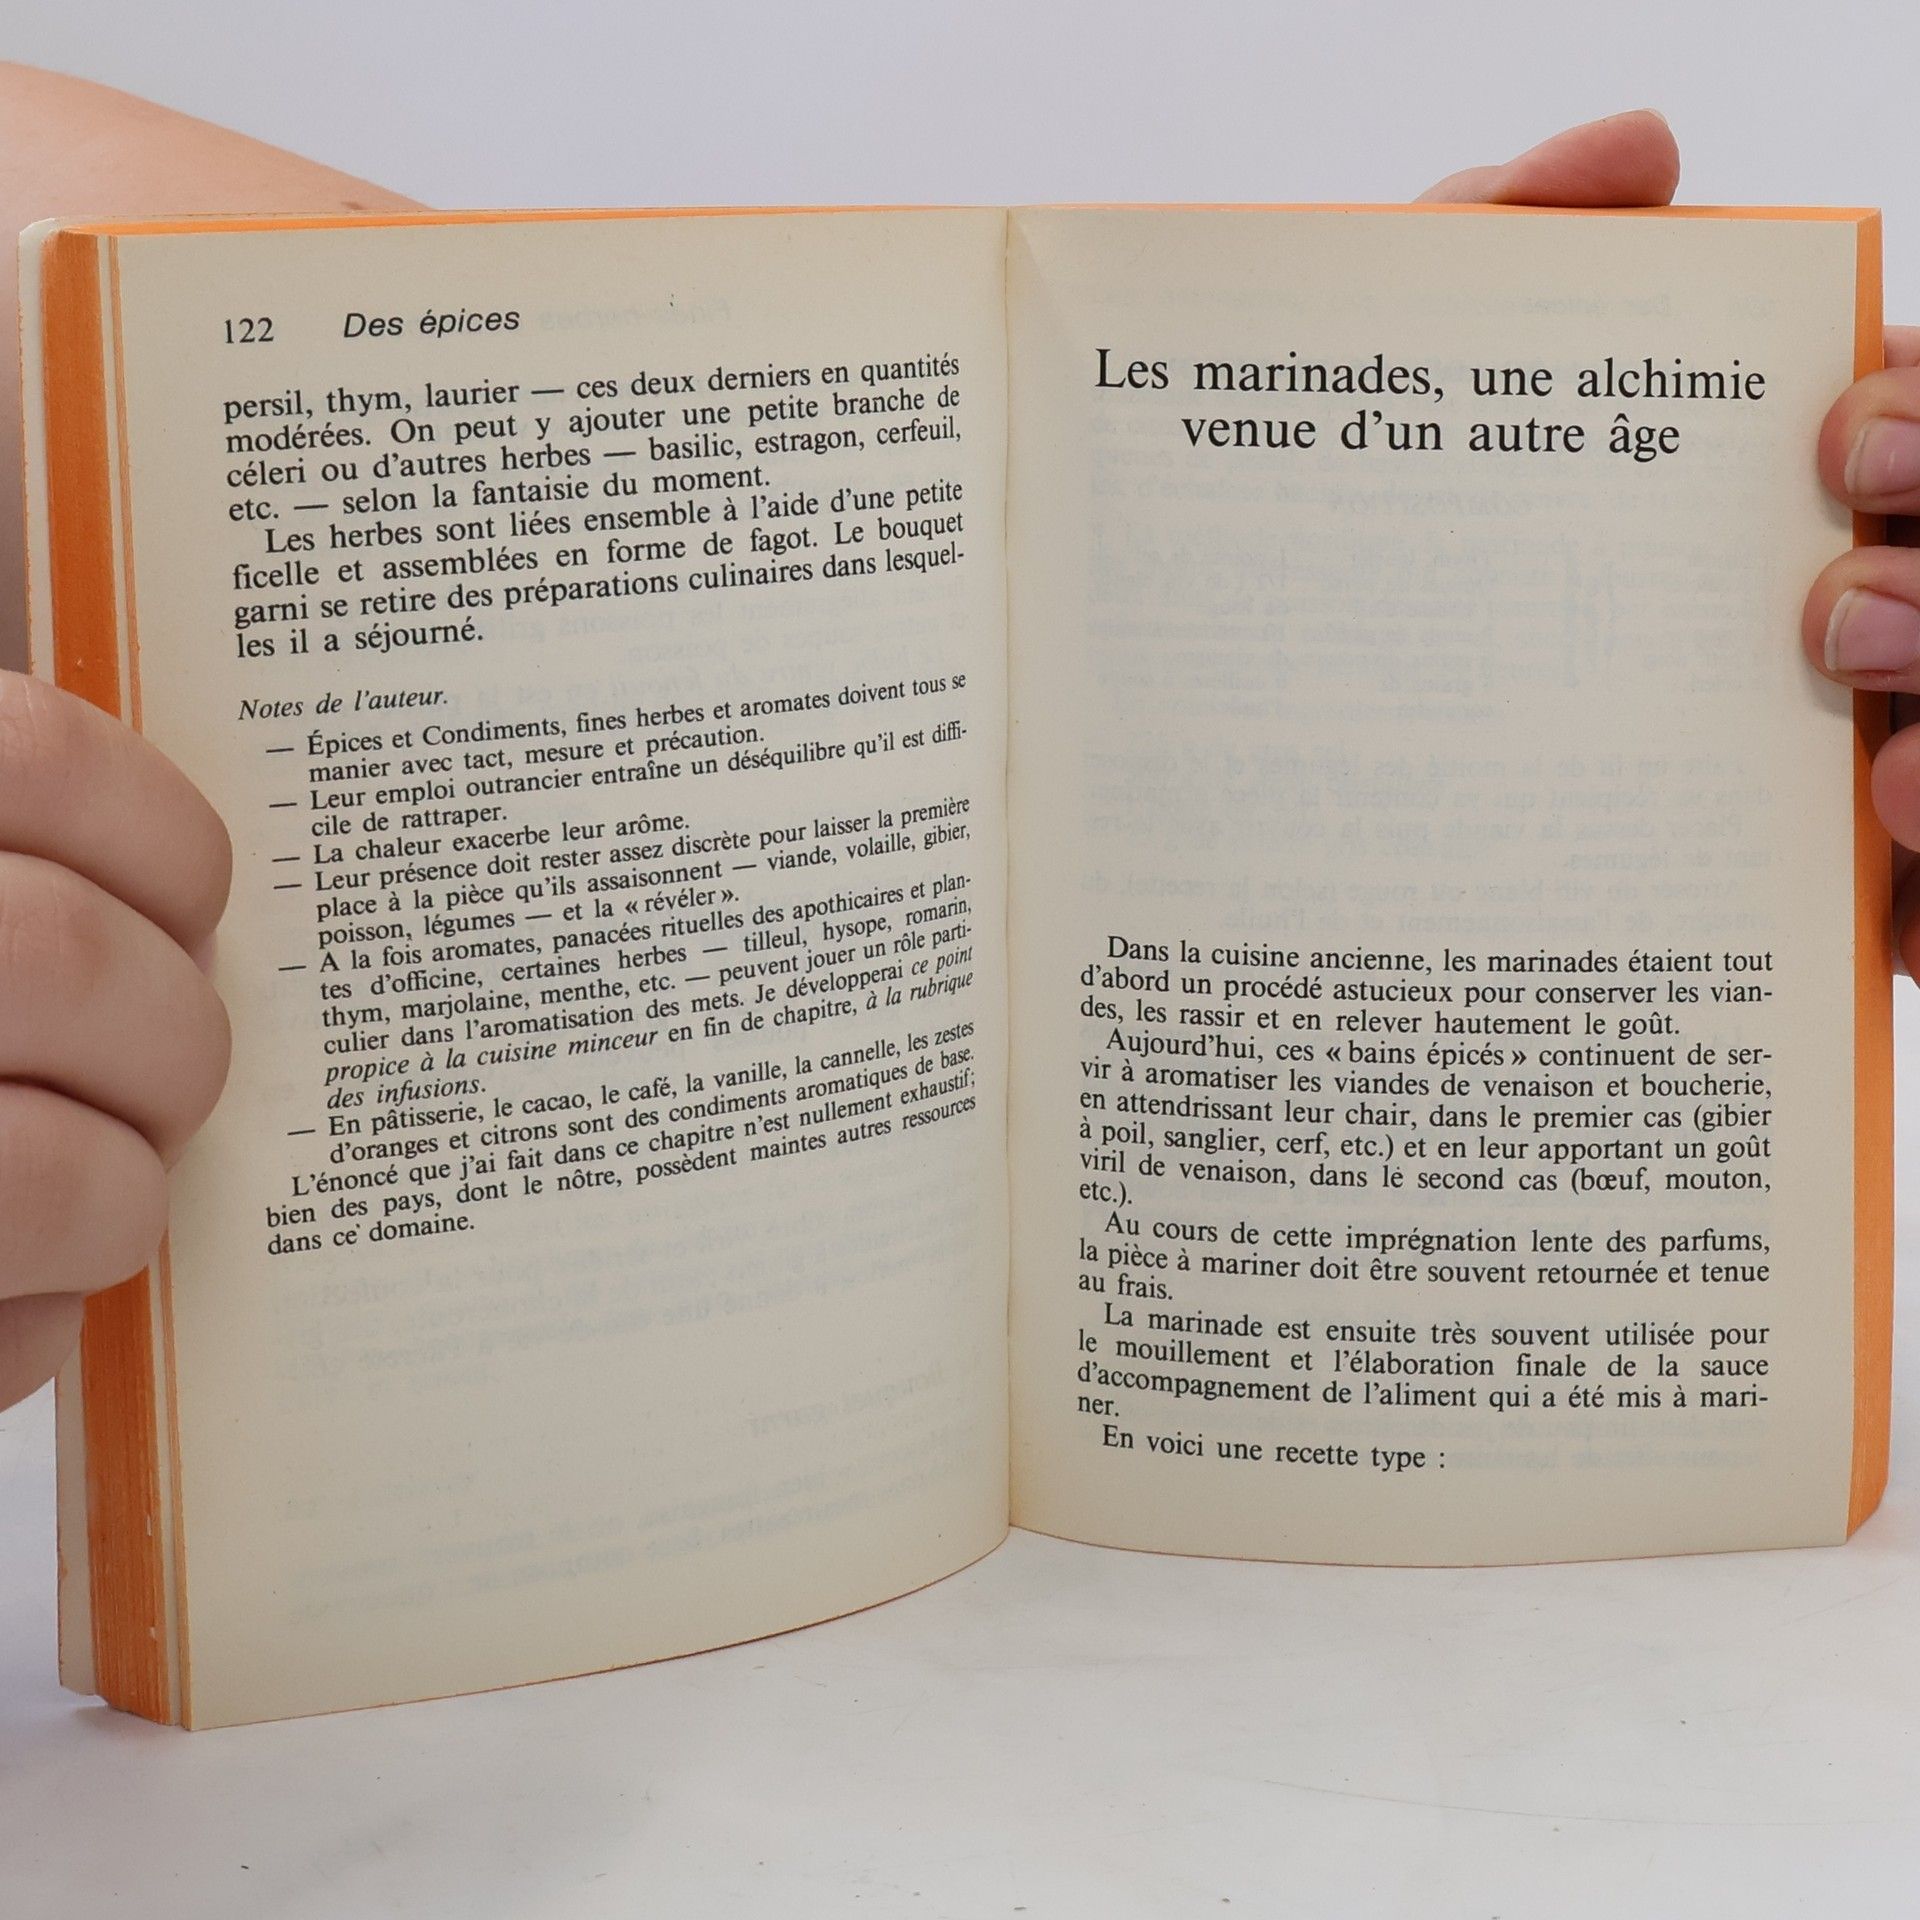 122 Des épices
persil, thym, laurier — ces deux derniers en quantités
modérées. On peut y ajouter une petite branche de
céleri ou d'autres herbes — basilic, estragon, cerfeuil,
etc. — selon la fantaisie du moment.
Les herbes sont liées ensemble à l'aide d'une petite
ficelle et assemblées en forme de fagot. Le bouquet
garni se retire des préparations culinaires dans lesquel-
les il a séjourné.
Notes de l'auteur.
— Épices et Condiments, fines herbes et aromates doivent tous se
manier avec tact, mesure et précaution.
— Leur emploi outrancier entraîne un déséquilibre qu'il est diffi-
cile de rattraper.
— La chaleur exacerbe leur arôme.
— Leur présence doit rester assez discrète pour laisser la première
place à la pièce qu'ils assaisonnent — viande, volaille, gibier,
poisson, légumes — et la « révéler ».
— A la fois aromates, panacées rituelles des apothicaires et plan-
tes d'officine, certaines herbes — tilleul, hysope, romarin,
thym, marjolaine, menthe, etc. — peuvent jouer un rôle parti-
culier dans l'aromatisation des mets. Je développerai ce point
propice à la cuisine minceur en fin de chapitre, à la rubrique
des infusions.
— En pâtisserie, le cacao, le café, la vanille, la cannelle, les zestes
d'oranges et citrons sont des condiments aromatiques de base.
L'énoncé que j'ai fait dans ce chapitre n'est nullement exhaustif;
bien des pays, dont le nôtre, possèdent maintes autres ressources
dans ce domaine.
Les marinades, une alchimie
venue d'un autre âge
Dans la cuisine ancienne, les marinades étaient tout
d'abord un procédé astucieux pour conserver les vian-
des, les rassir et en relever hautement le goût.
Aujourd'hui, ces « bains épicés » continuent de ser-
vir à aromatiser les viandes de venaison et boucherie,
en attendrissant leur chair, dans le premier cas (gibier
à poil, sanglier, cerf, etc.) et en leur apportant un goût
viril de venaison, dans le second cas (bœuf, mouton,
etc.).
Au cours de cette imprégnation lente des parfums,
la pièce à mariner doit être souvent retournée et tenue
au frais.
La marinade est ensuite très souvent utilisée pour
le mouillement et l'élaboration finale de la sauce
d'accompagnement de l'aliment qui a été mis à mari-
ner.
En voici une recette type :